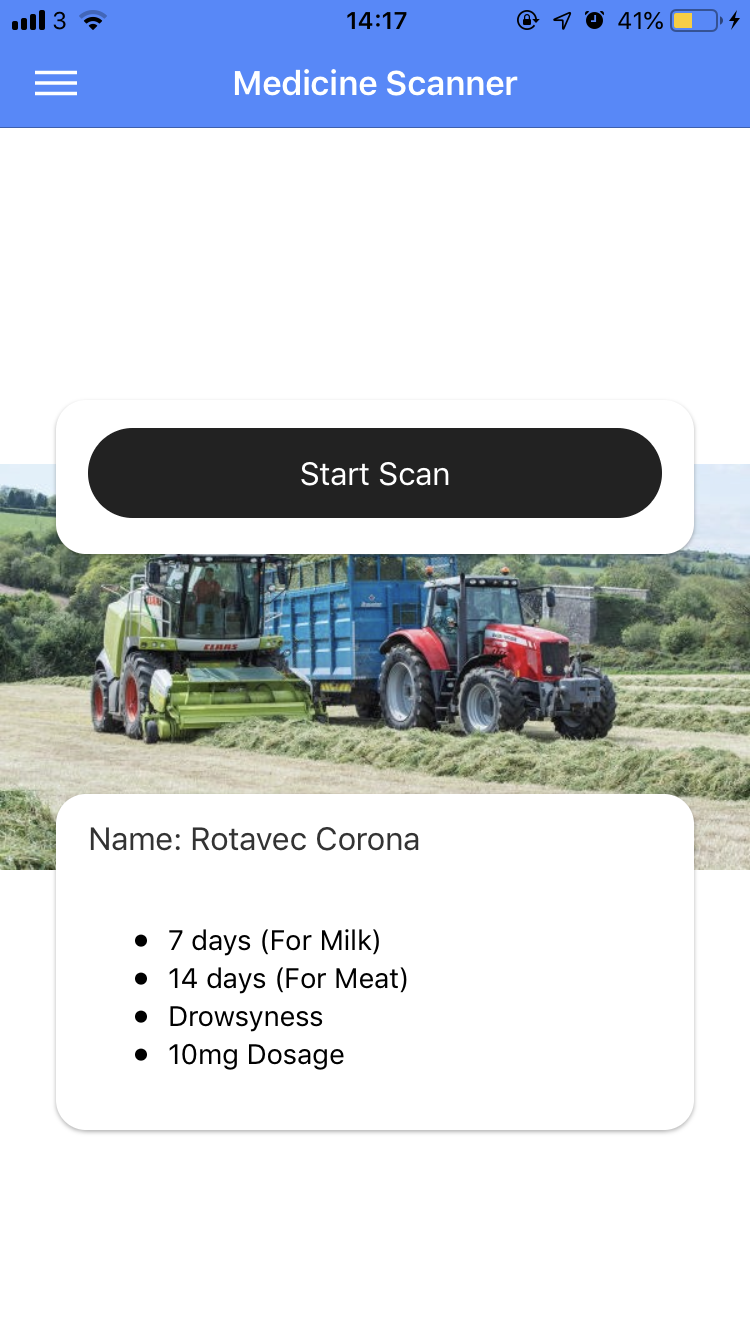 3 14:17 41%
Medicine Scanner
Start Scan
CLAAS
Name: Rotavec Corona
7 days (For Milk)
14 days (For Meat)
Drowsyness
10mg Dosage